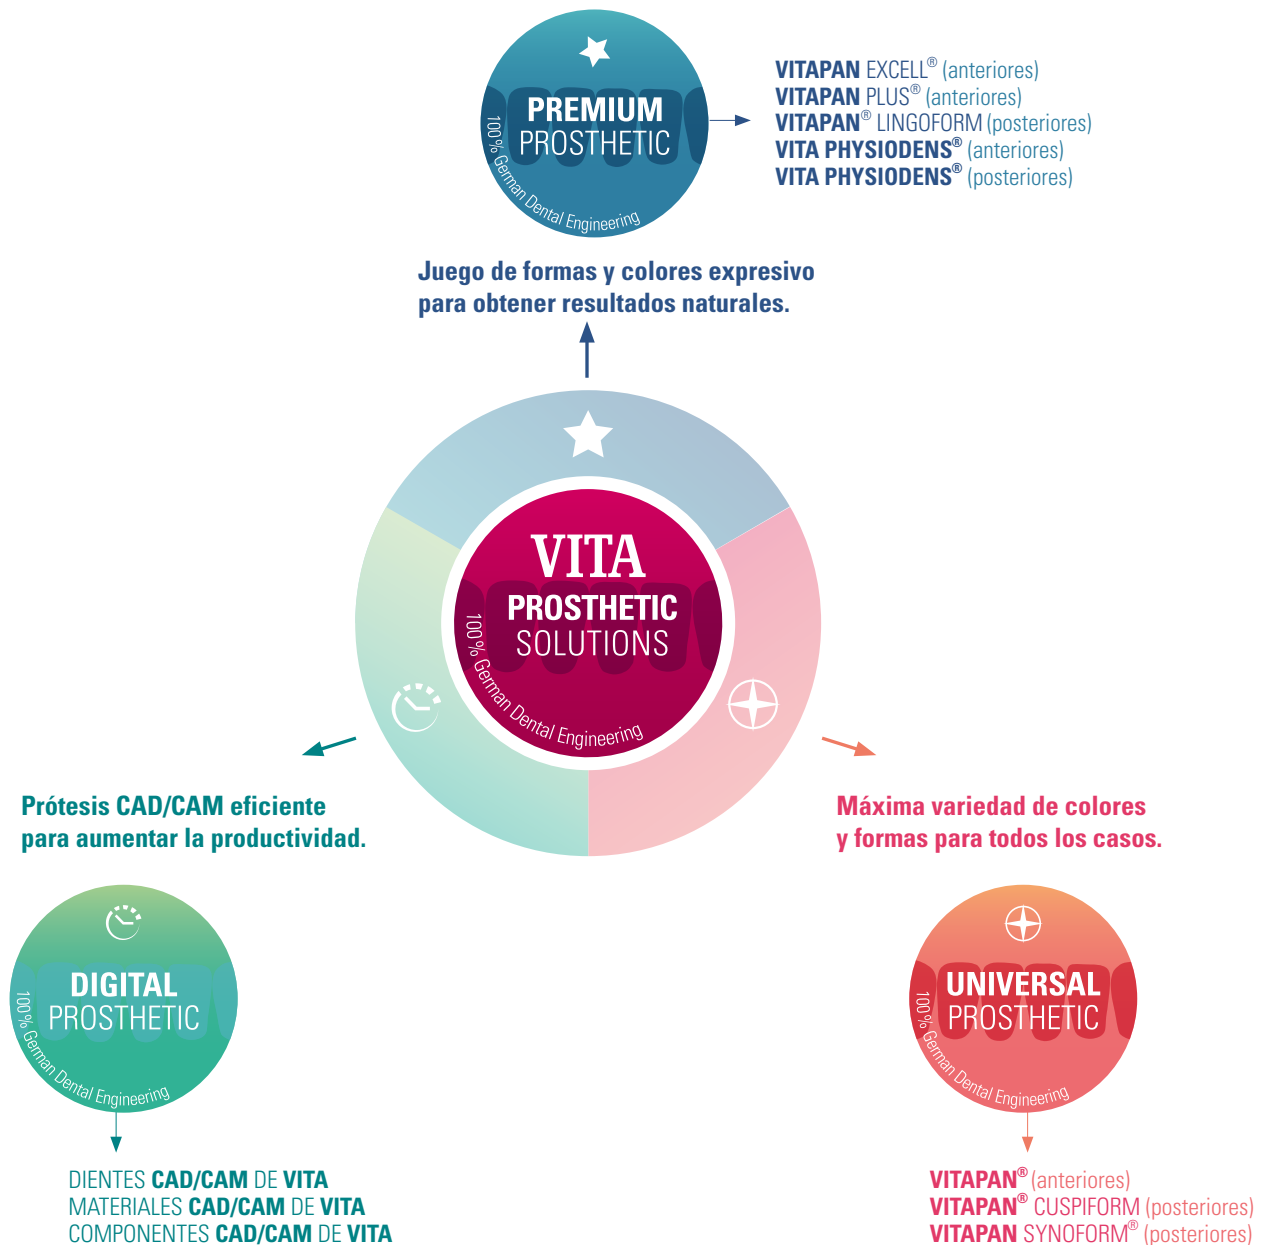 PREMIUM
PROSTHETIC
100% German Dental Engineering
VITAPAN EXCELL® (anteriores)
VITAPAN PLUS® (anteriores)
VITAPAN® LINGOFORM (posteriores)
VITA PHYSIODENS® (anteriores)
VITA PHYSIODENS® (posteriores)
Juego de formas y colores expresivo
para obtener resultados naturales.
VITA
PROSTHETIC
SOLUTIONS
100% German Dental Engineering
Prótesis CAD/CAM eficiente
para aumentar la productividad.
Máxima variedad de colores
y formas para todos los casos.
DIGITAL
PROSTHETIC
100% German Dental Engineering
UNIVERSAL
PROSTHETIC
100% German Dental Engineering
DIENTES CAD/CAM DE VITA
MATERIALES CAD/CAM DE VITA
COMPONENTES CAD/CAM DE VITA
VITAPAN® (anteriores)
VITAPAN® CUSPIFORM (posteriores)
VITAPAN SYNOFORM® (posteriores)